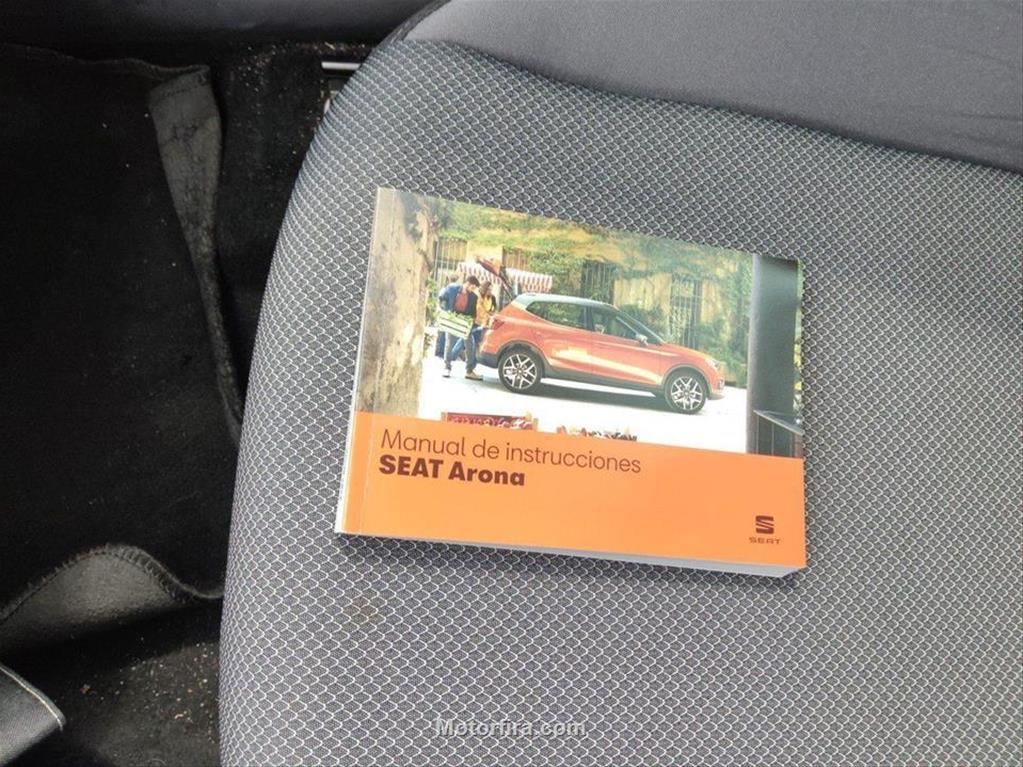 Manual de instrucciones
SEAT Arona
SEAT
Motorfira.com